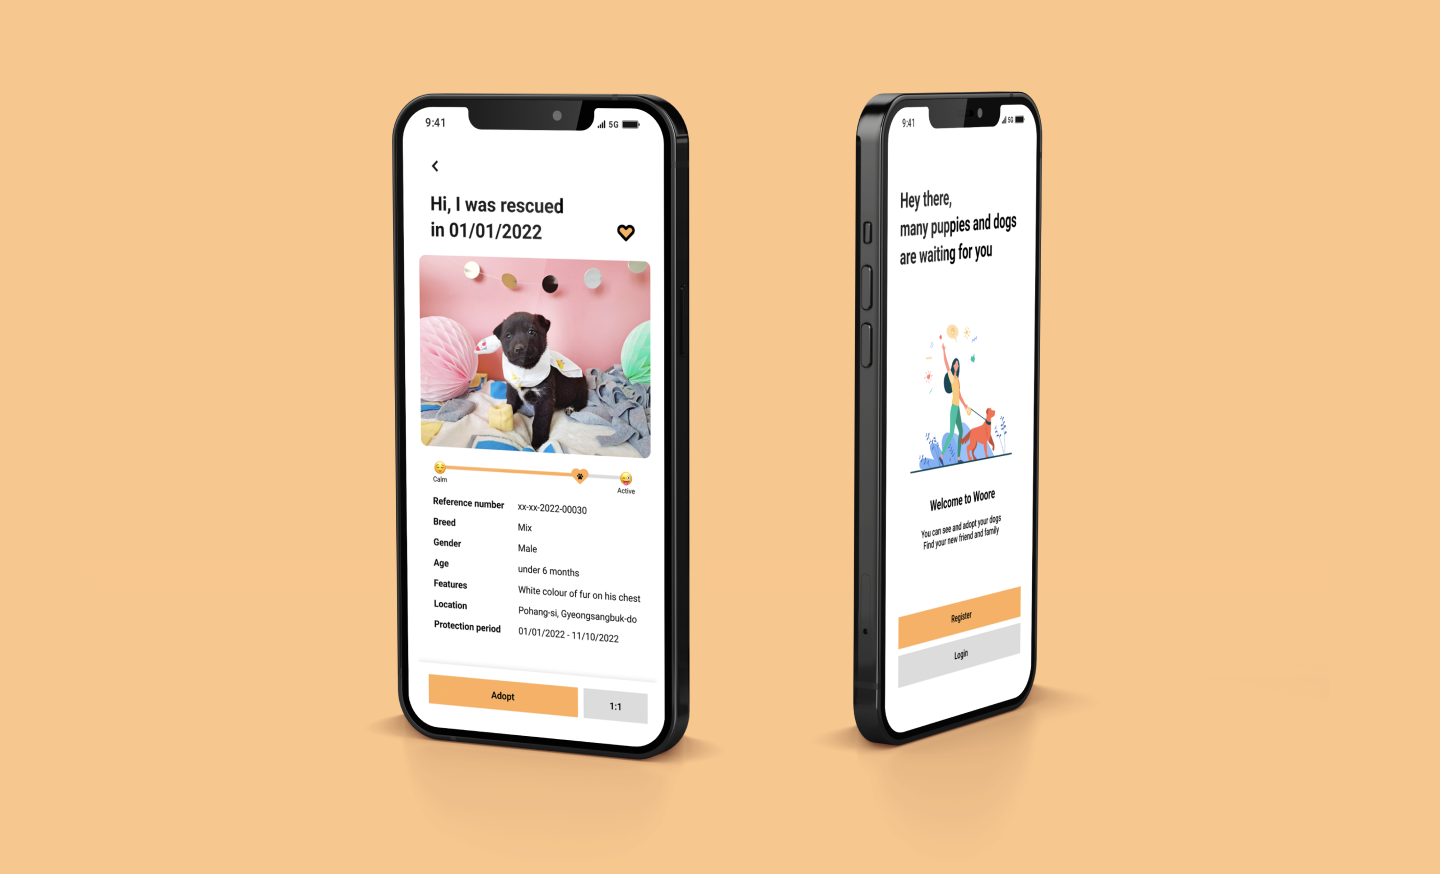 9:41
5G
Hi, I was rescued
in 01/01/2022
Calm
Active
Reference number xx-xx-2022-00030
Breed Mix
Gender Male
Age under 6 months
Features White colour of fur on his chest
Location Pohang-si, Gyeongsangbuk-do
Protection period 01/01/2022 - 11/10/2022
Adopt
1:1
9:41
5G
Hey there,
many puppies and dogs
are waiting for you
Welcome to Woore
You can see and adopt your dogs
Find your new friend and family
Register
Login